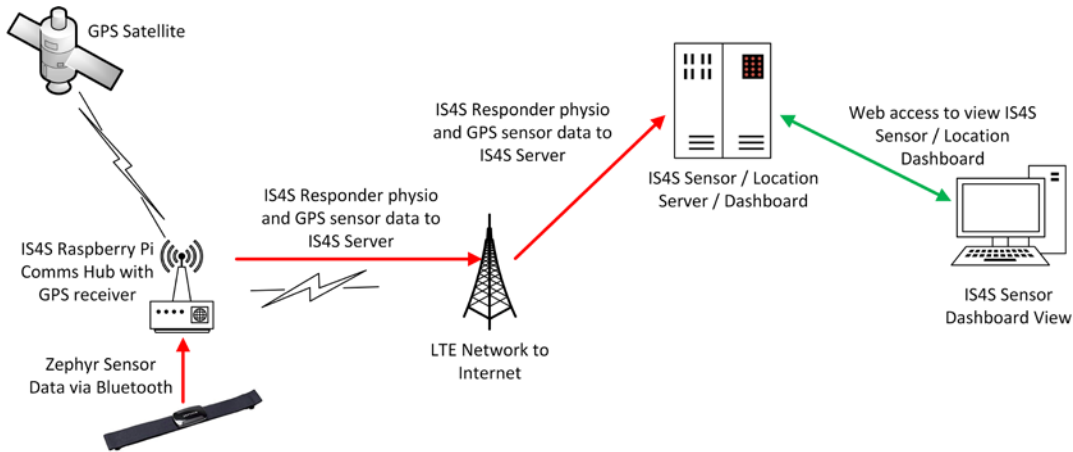 GPS Satellite
IS4S Responder physio
and GPS sensor data to
IS4S Server
Web access to view IS4S
Sensor / Location
Dashboard
IS4S Sensor / Location
Server / Dashboard
IS4S Responder physio
and GPS sensor data to
IS4S Server
IS4S Raspberry Pi
Comms Hub with
GPS receiver
IS4S Sensor
Dashboard View
LTE Network to
Internet
Zephyr Sensor
Data via Bluetooth